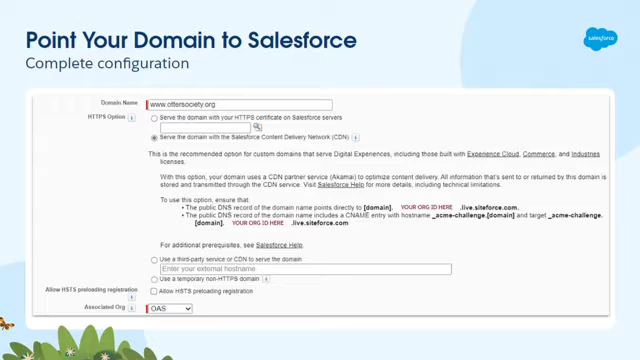 Point Your Domain to Salesforce
salesforce
Complete configuration
Domain Name www.ottersociety.org
HTTPS Option Serve the domain with your HTTPS certificate on Salesforce servers
Serve the domain with the Salesforce Content Delivery Network (CDN)
This is the recommended option for custom domains that serve Digital Experiences, including those built with Experience Cloud, Commerce, and Industries
licenses.
With this option, your domain uses a CDN partner service (Akamai) to optimize content delivery. All information that's sent to or returned by this domain is
stored and transmitted through the CDN service. Visit Salesforce Help for more details, including technical limitations.
To use this option, ensure that:
• The public DNS record of the domain name points directly to [domain]. YOUR ORG ID HERE .live.siteforce.com.
• The public DNS record of the domain name includes a CNAME entry with hostname _acme-challenge.[domain] and target _acme-challenge.
[domain]. YOUR ORG ID HERE .live.siteforce.com
For additional prerequisites, see Salesforce Help.
Use a third-party service or CDN to serve the domain
Enter your external hostname
Use a temporary non-HTTPS domain
Allow HSTS preloading registration Allow HSTS preloading registration
Associated Org OAS